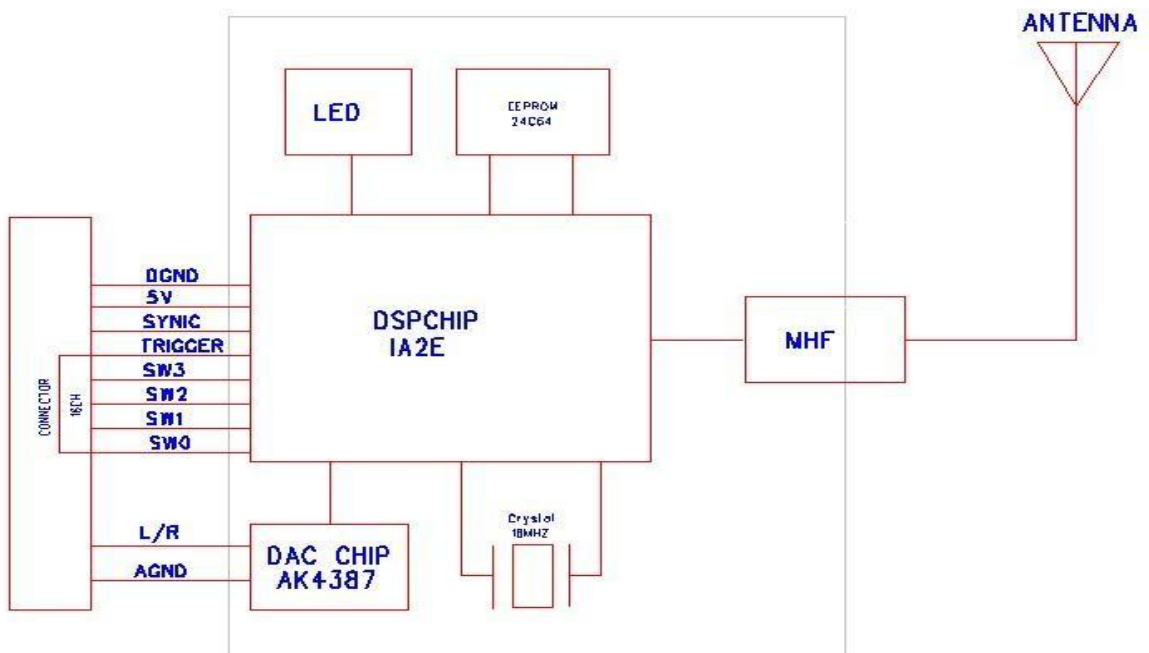 ANTENNA
LED
EEPROM
24C64
DGND
5V
SYNIC
TRIGGER
SW3
SW2
SW1
SW0
CONNECTOR
16CH
DSPCHIP
IA2E
MHF
L/R
AGND
DAC CHIP
AK4387
Crystal
16MHZ